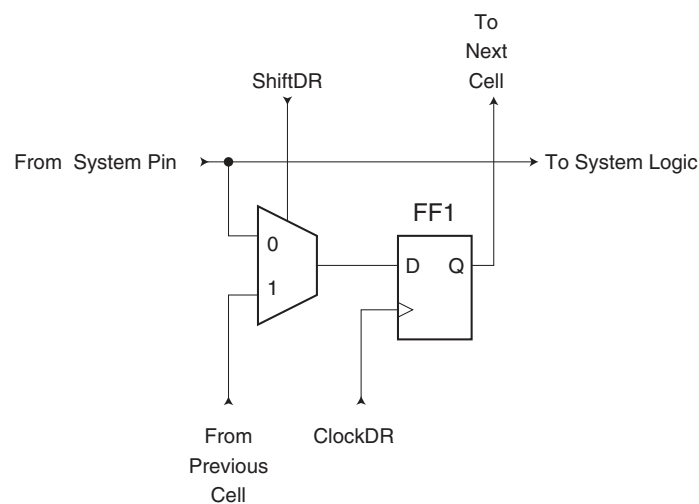 To
Next
Cell
ShiftDR
From System Pin
To System Logic
FF1
0
D
Q
1
From
Previous
Cell
ClockDR